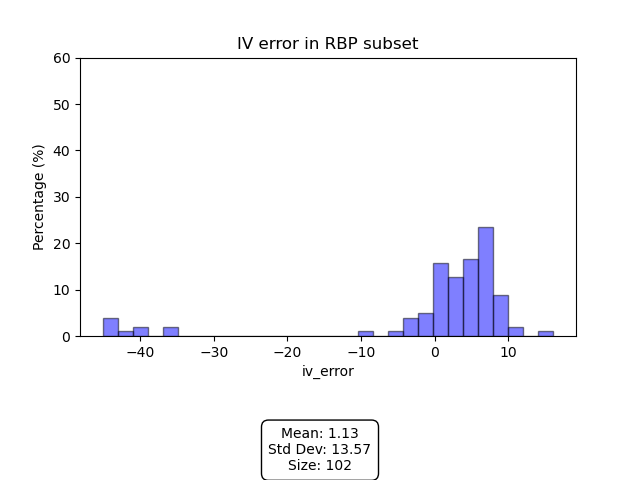 IV error in RBP subset
60
50
40
30
20
10
0
Percentage (%)
−40
−30
−20
−10
0
10
iv_error
Mean: 1.13
Std Dev: 13.57
Size: 102